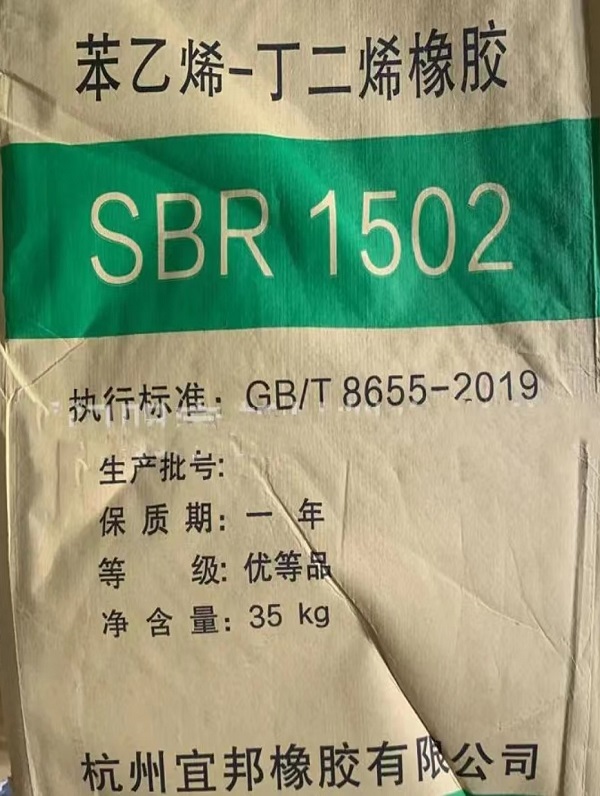 苯乙烯-丁二烯橡胶
SBR 1502
执行标准：GB/T 8655-2019
生产批号:
保质期：一年
等级：优等品
净含量：35 kg
杭州宜邦橡胶有限公司